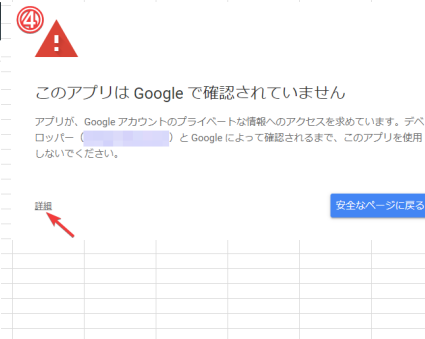 ④
このアプリは Google で確認されていません
アプリが、Google アカウントのプライベートな情報へのアクセスを求めています。デベ
ロッパー（ ）と Google によって確認されるまで、このアプリを使用
しないでください。
詳細
安全なページに戻る